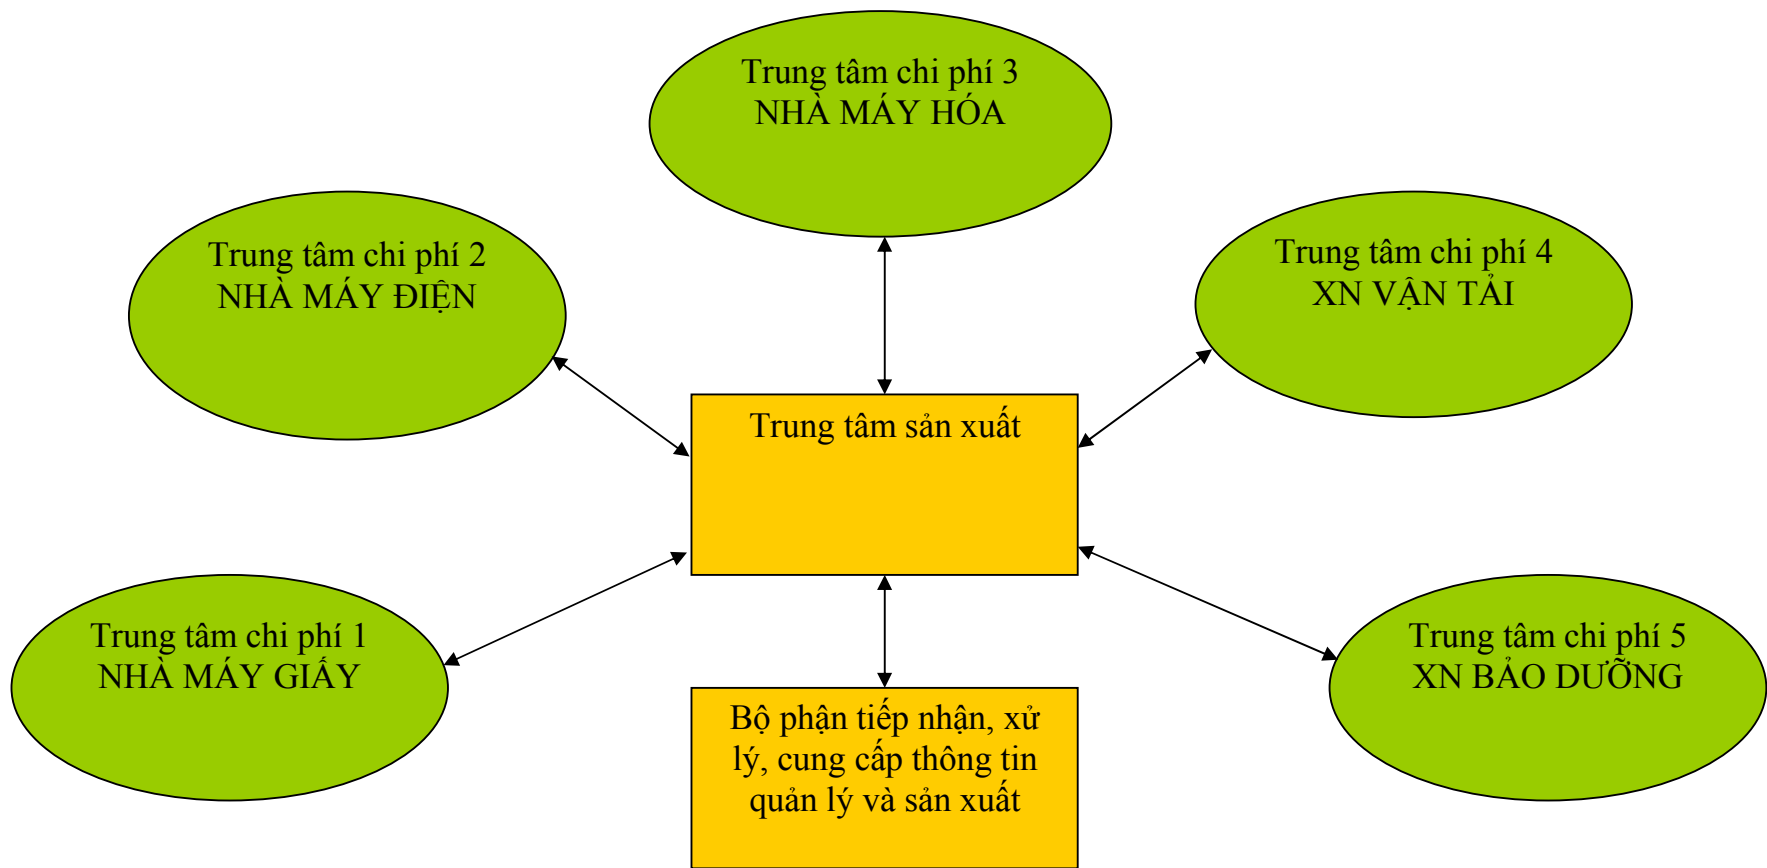 Trung tâm chi phí 3
NHÀ MÁY HÓA
Trung tâm chi phí 2
NHÀ MÁY ĐIỆN
Trung tâm chi phí 4
XN VẬN TẢI
Trung tâm sản xuất
Trung tâm chi phí 1
NHÀ MÁY GIẤY
Trung tâm chi phí 5
XN BẢO DƯỠNG
Bộ phận tiếp nhận, xử
lý, cung cấp thông tin
quản lý và sản xuất